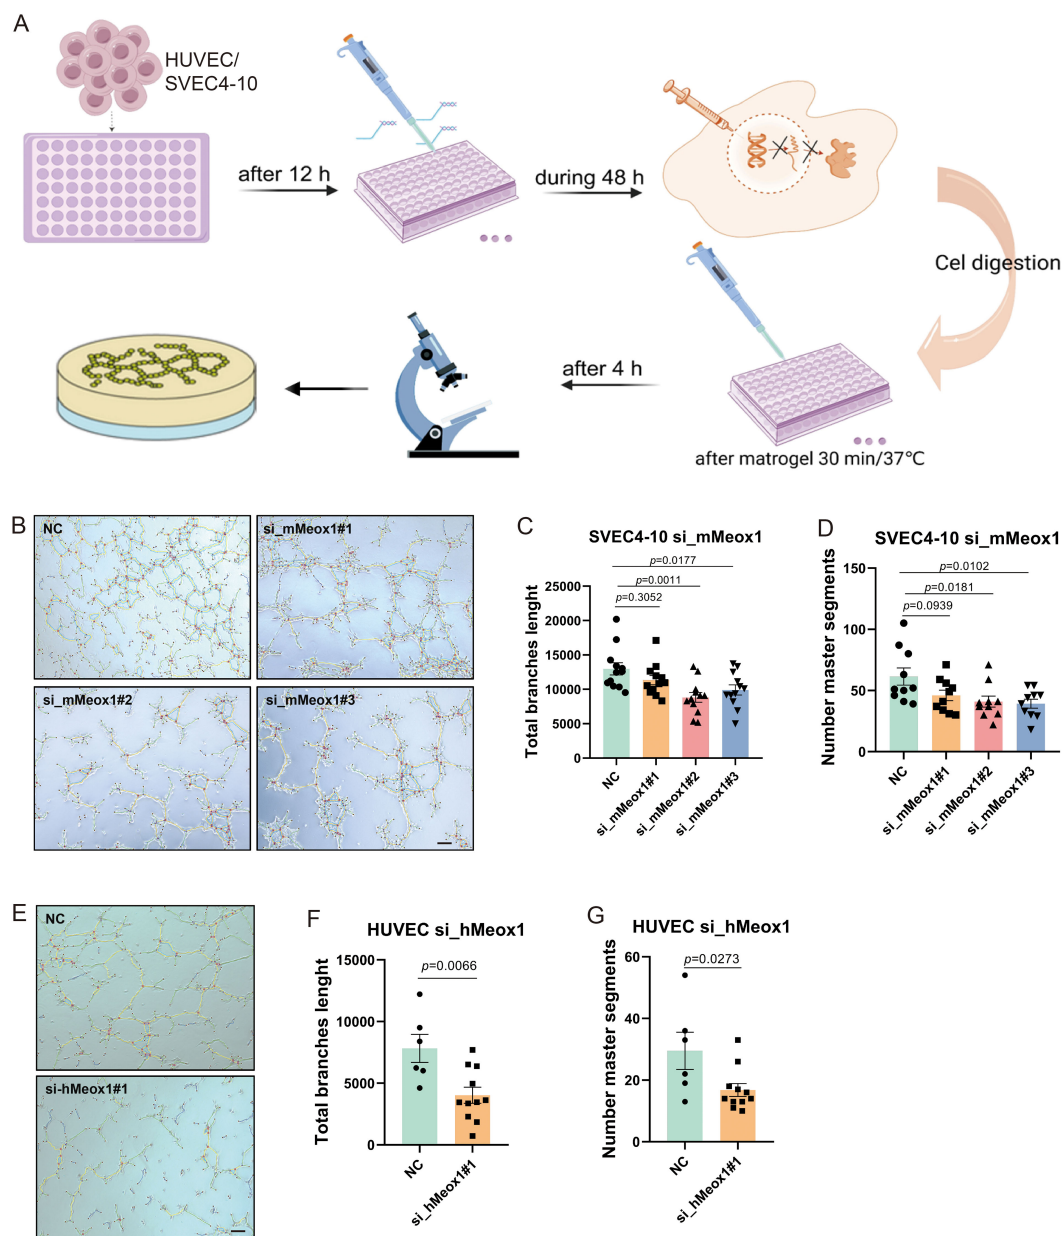 A
HUVEC/
SVEC4-10
after 12 h
during 48 h
Cel digestion
after 4 h
after matrogel 30 min/37℃
B
NC
si_mMeox1#1
si_mMeox1#2
si_mMeox1#3
C
SVEC4-10 si_mMeox1
p=0.0177
p=0.0011
p=0.3052
Total branches lenght
25000
20000
15000
10000
5000
0
NC
si_mMeox1#1
si_mMeox1#2
si_mMeox1#3
D
SVEC4-10 si_mMeox1
p=0.0102
p=0.0181
p=0.0939
Number master segments
150
100
50
0
NC
si_mMeox1#1
si_mMeox1#2
si_mMeox1#3
E
NC
si-hMeox1#1
F
HUVEC si_hMeox1
p=0.0066
Total branches lenght
15000
10000
5000
0
NC
si_hMeox1#1
G
HUVEC si_hMeox1
p=0.0273
Number master segments
60
40
20
0
NC
si_hMeox1#1